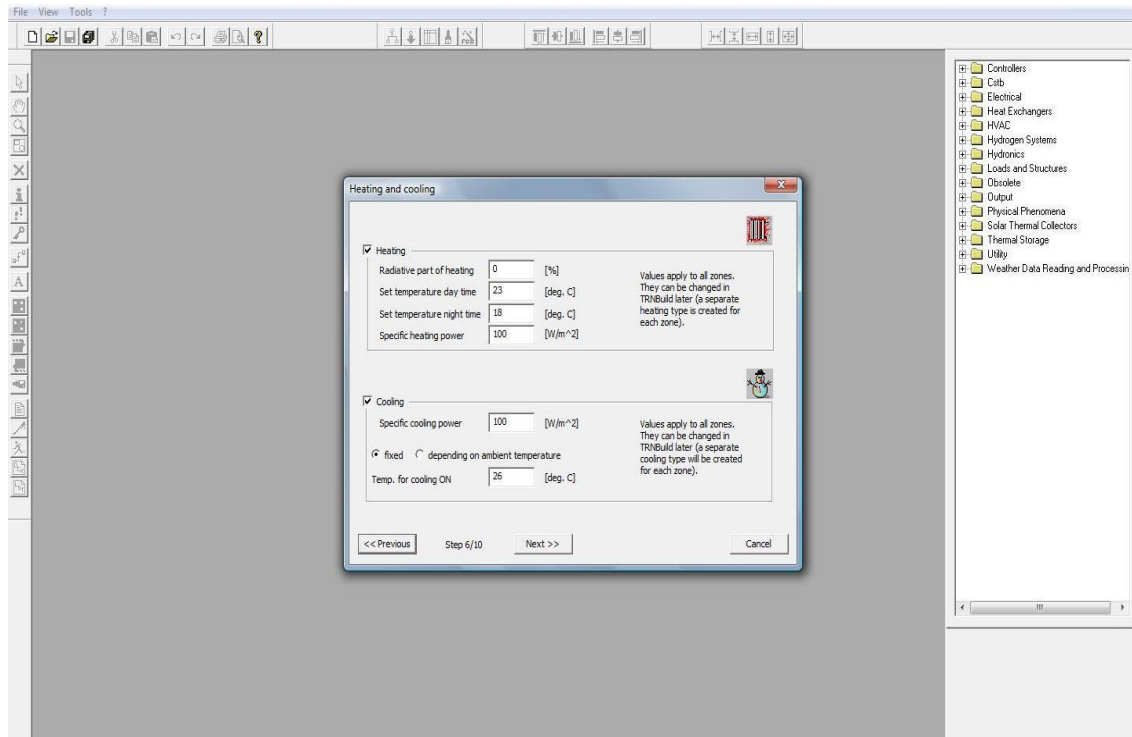 File View Tools ?
Controllers
Cstb
Electrical
Heat Exchangers
HVAC
Hydrogen Systems
Hydronics
Loads and Structures
Obsolete
Output
Physical Phenomena
Solar Thermal Collectors
Thermal Storage
Utility
Weather Data Reading and Processin
Heating and cooling
Heating
Radiative part of heating 0 [%]
Set temperature day time 23 [deg. C]
Set temperature night time 18 [deg. C]
Specific heating power 100 [W/m^2]
Values apply to all zones.
They can be changed in
TRNBuild later (a separate
heating type is created for
each zone).
Cooling
Specific cooling power 100 [W/m^2]
fixed depending on ambient temperature
Temp. for cooling ON 26 [deg. C]
Values apply to all zones.
They can be changed in
TRNBuild later (a separate
cooling type will be created
for each zone).
<< Previous Step 6/10 Next >> Cancel